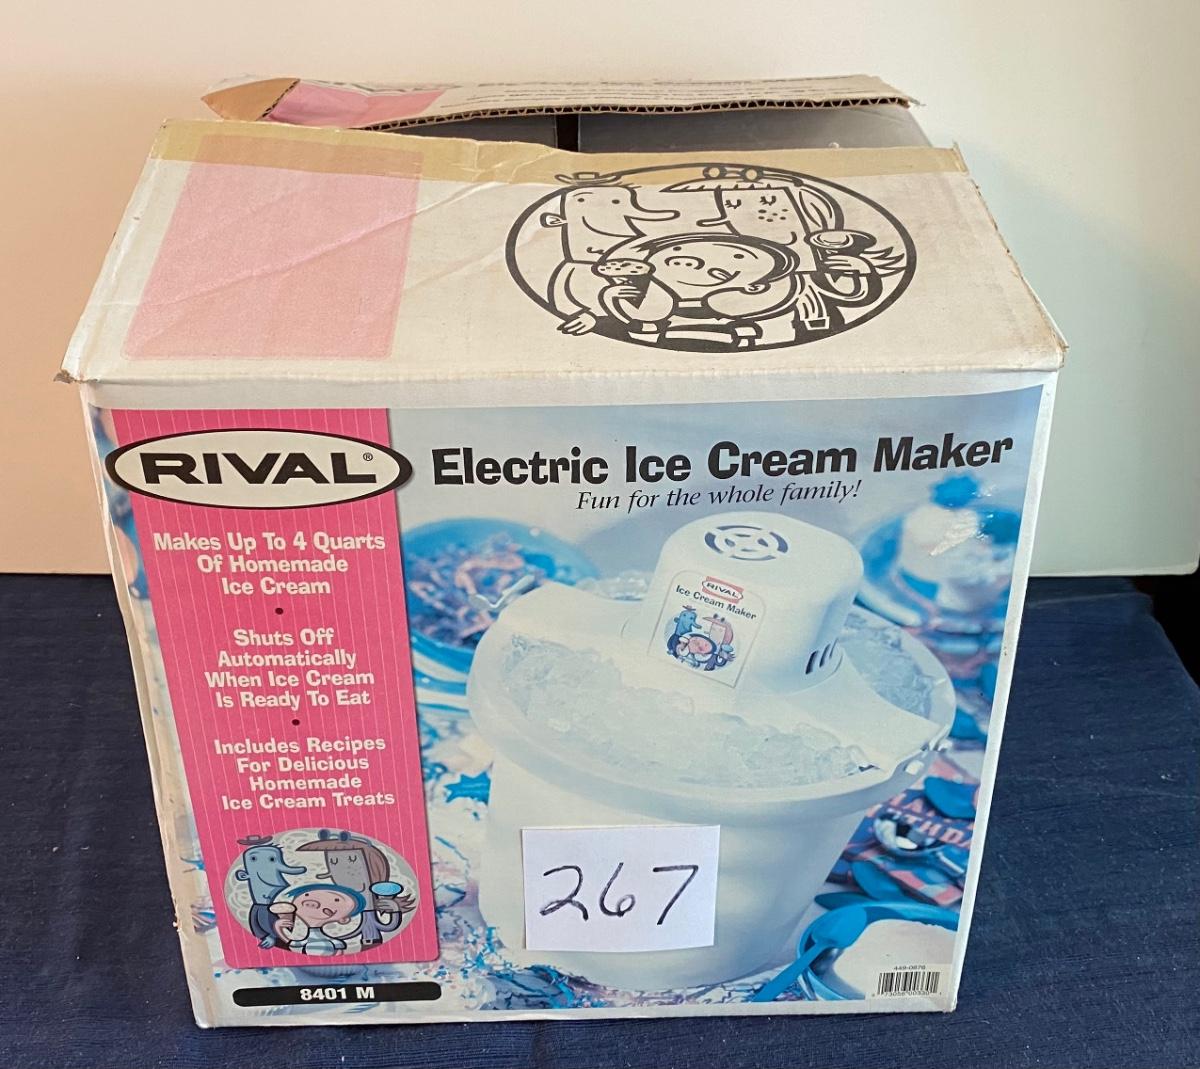 RIVAL®
Electric Ice Cream Maker
Fun for the whole family!
Makes Up To 4 Quarts
Of Homemade
Ice Cream
•
Shuts Off
Automatically
When Ice Cream
Is Ready To Eat
•
Includes Recipes
For Delicious
Homemade
Ice Cream Treats
8401 M
RIVAL
Ice Cream Maker
267
449-0876